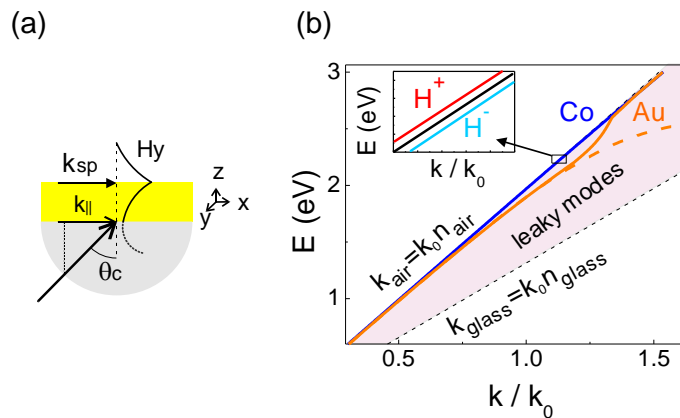 (a)
(b)
Hy
k_sp
k_||
θ_c
z
y
x
3
2
1
E (eV)
H⁺
H⁻
E (eV)
k / k₀
Co
Au
leaky modes
k_air=k₀n_air
k_glass=k₀n_glass
0.5
1.0
1.5
k / k₀